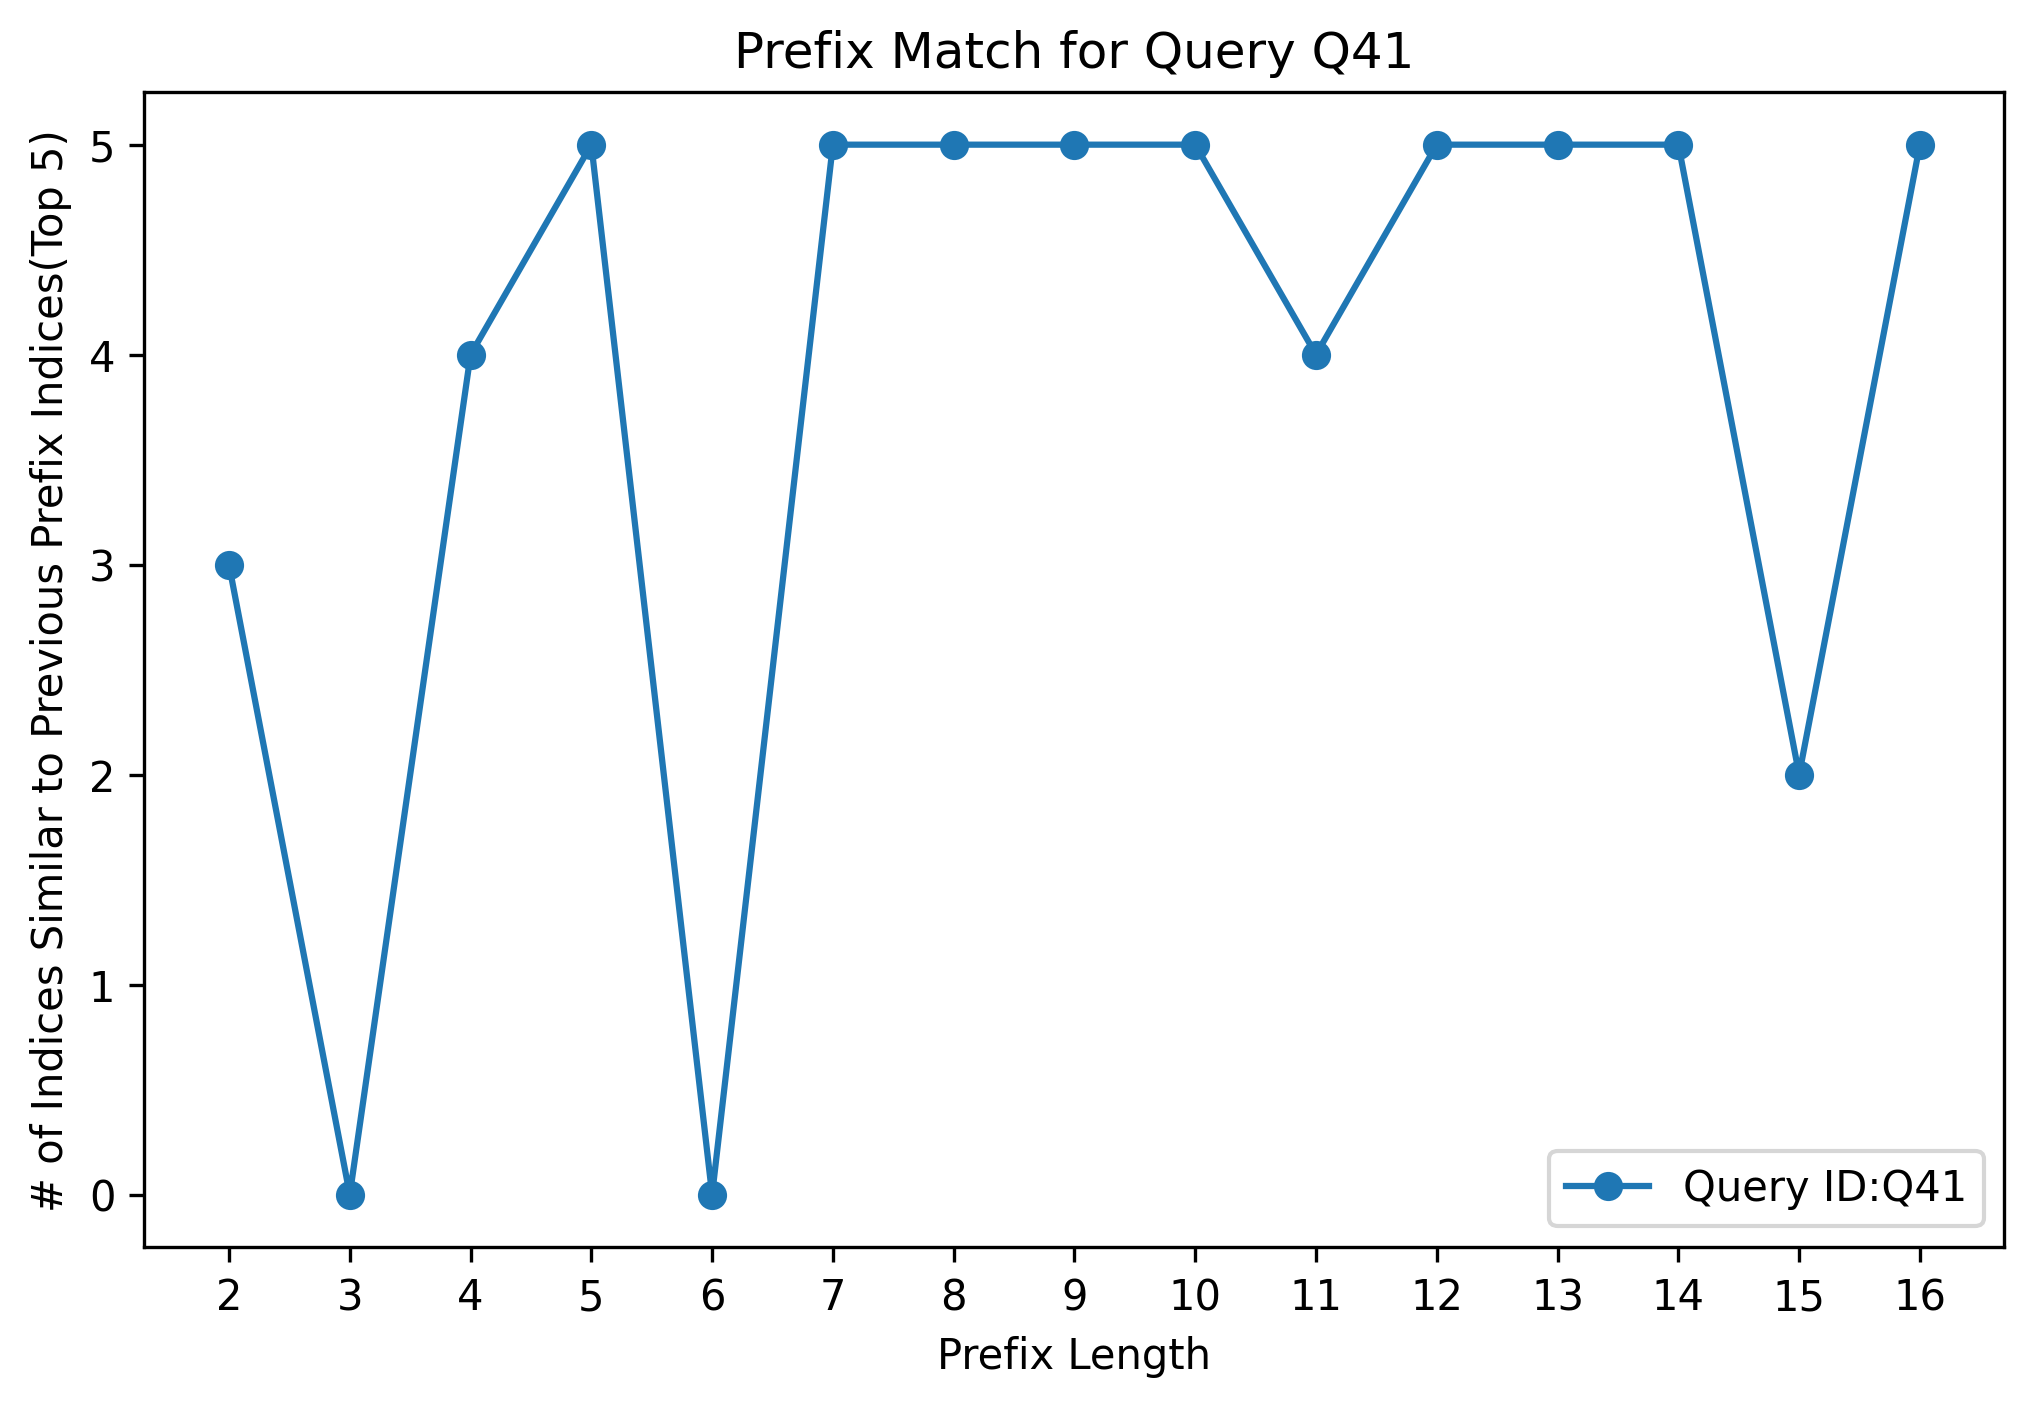 Prefix Match for Query Q41
# of Indices Similar to Previous Prefix Indices(Top 5)
5
4
3
2
1
0
2 3 4 5 6 7 8 9 10 11 12 13 14 15 16
Prefix Length
Query ID:Q41